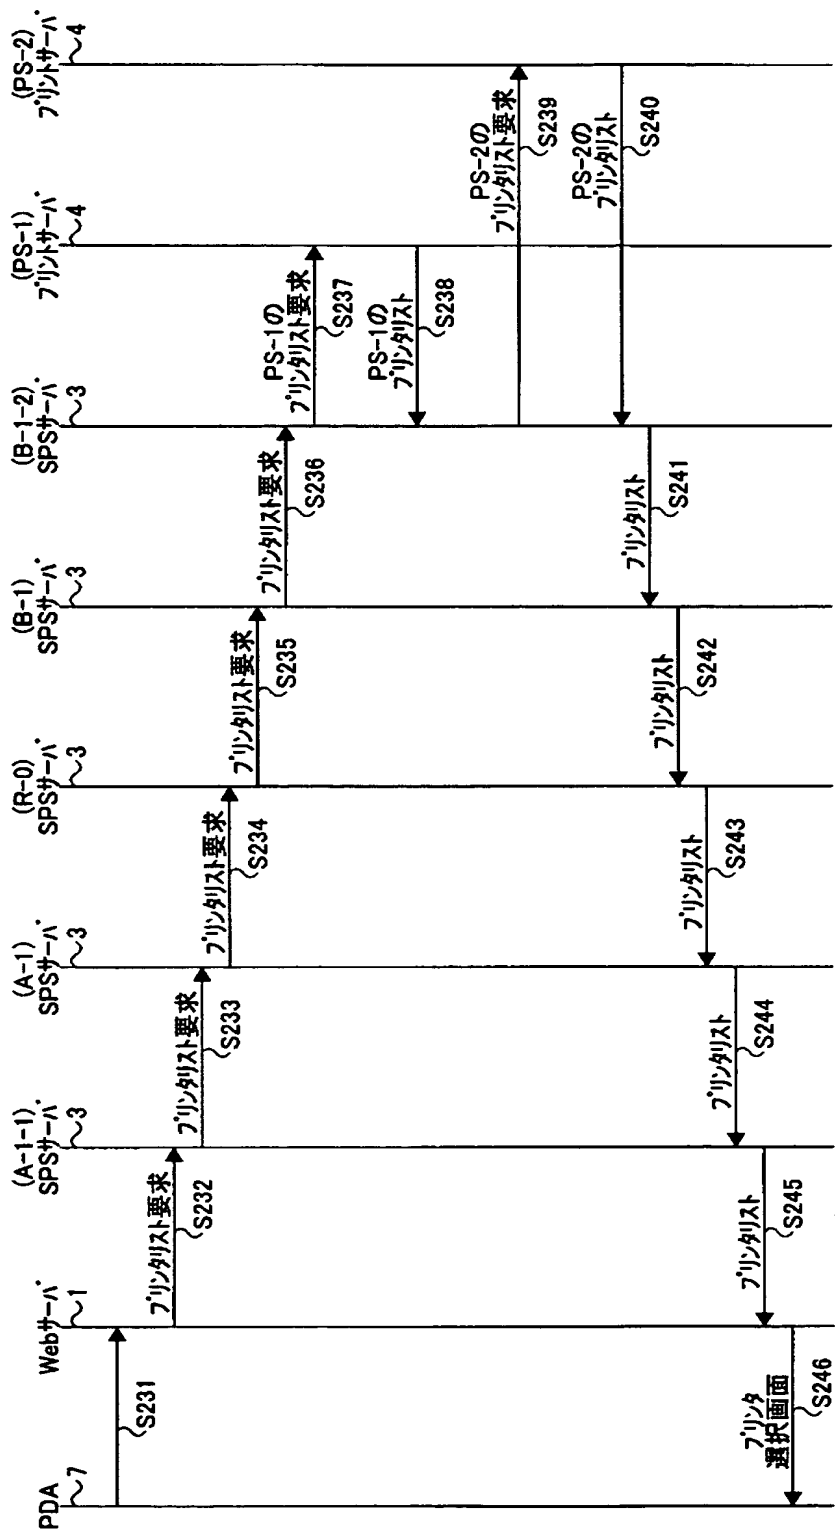 PDA
7
Webサーバ
1
(A-1-1)
SPSサーバ
3
(A-1)
SPSサーバ
3
(R-0)
SPSサーバ
3
(B-1)
SPSサーバ
3
(B-1-2)
SPSサーバ
3
(PS-1)
プリントサーバ
4
(PS-2)
プリントサーバ
4
S231
プリンタリスト要求
S232
プリンタリスト要求
S233
プリンタリスト要求
S234
プリンタリスト要求
S235
プリンタリスト要求
S236
PS-1の
プリンタリスト要求
S237
PS-1の
プリンタリスト
S238
PS-2の
プリンタリスト要求
S239
PS-2の
プリンタリスト
S240
プリンタリスト
S241
プリンタリスト
S242
プリンタリスト
S243
プリンタリスト
S244
プリンタリスト
S245
プリンタ
選択画面
S246